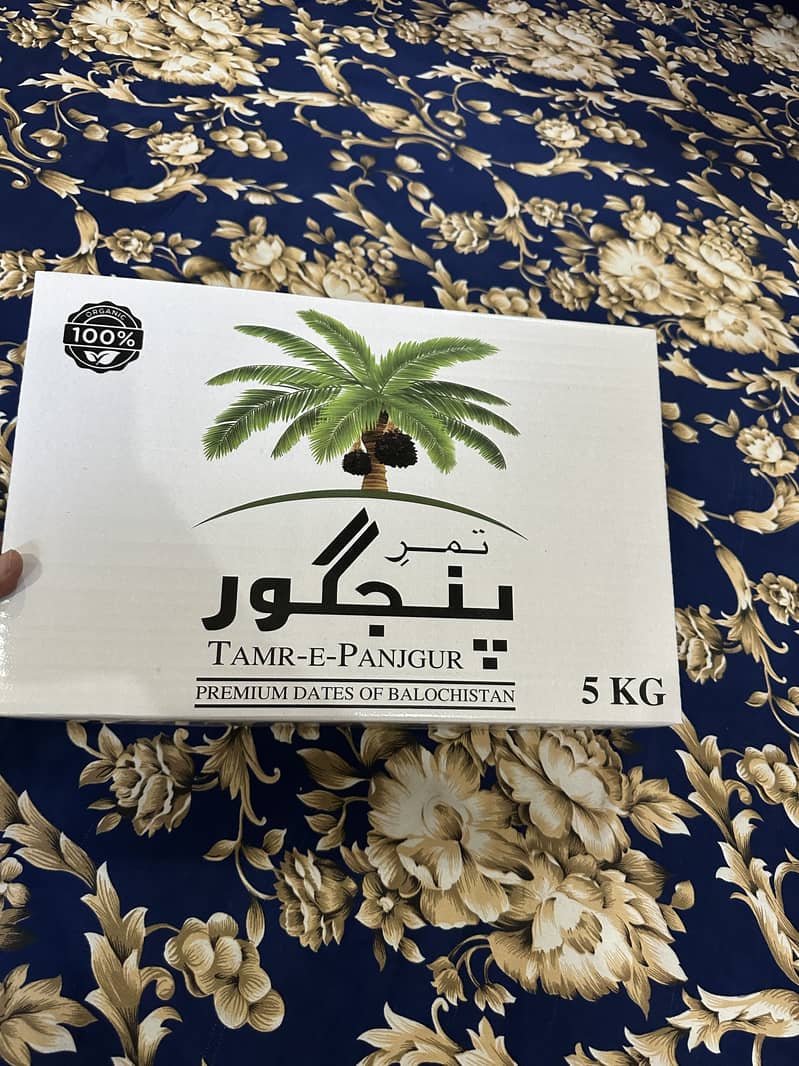 ORGANIC
100%
تمرِ
پنجگور
TAMR-E-PANJGUR
PREMIUM DATES OF BALOCHISTAN
5 KG